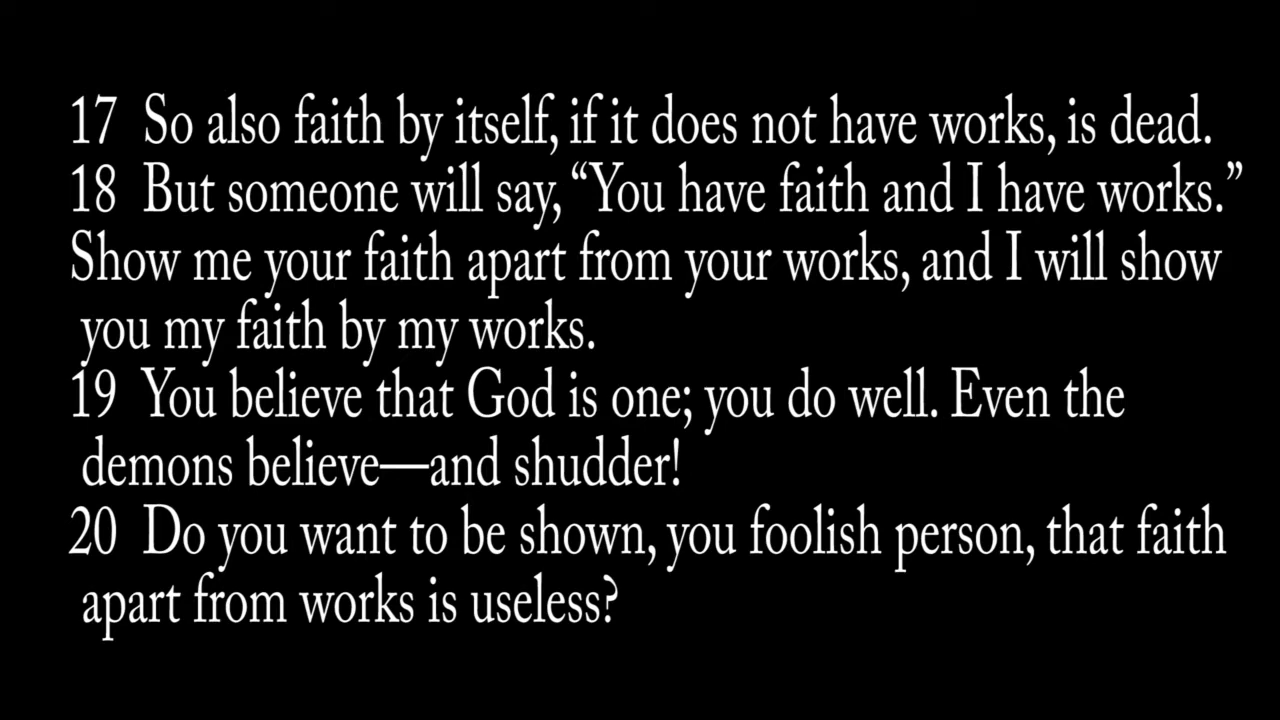 17 So also faith by itself, if it does not have works, is dead.
18 But someone will say, “You have faith and I have works.”
Show me your faith apart from your works, and I will show
you my faith by my works.
19 You believe that God is one; you do well. Even the
demons believe—and shudder!
20 Do you want to be shown, you foolish person, that faith
apart from works is useless?